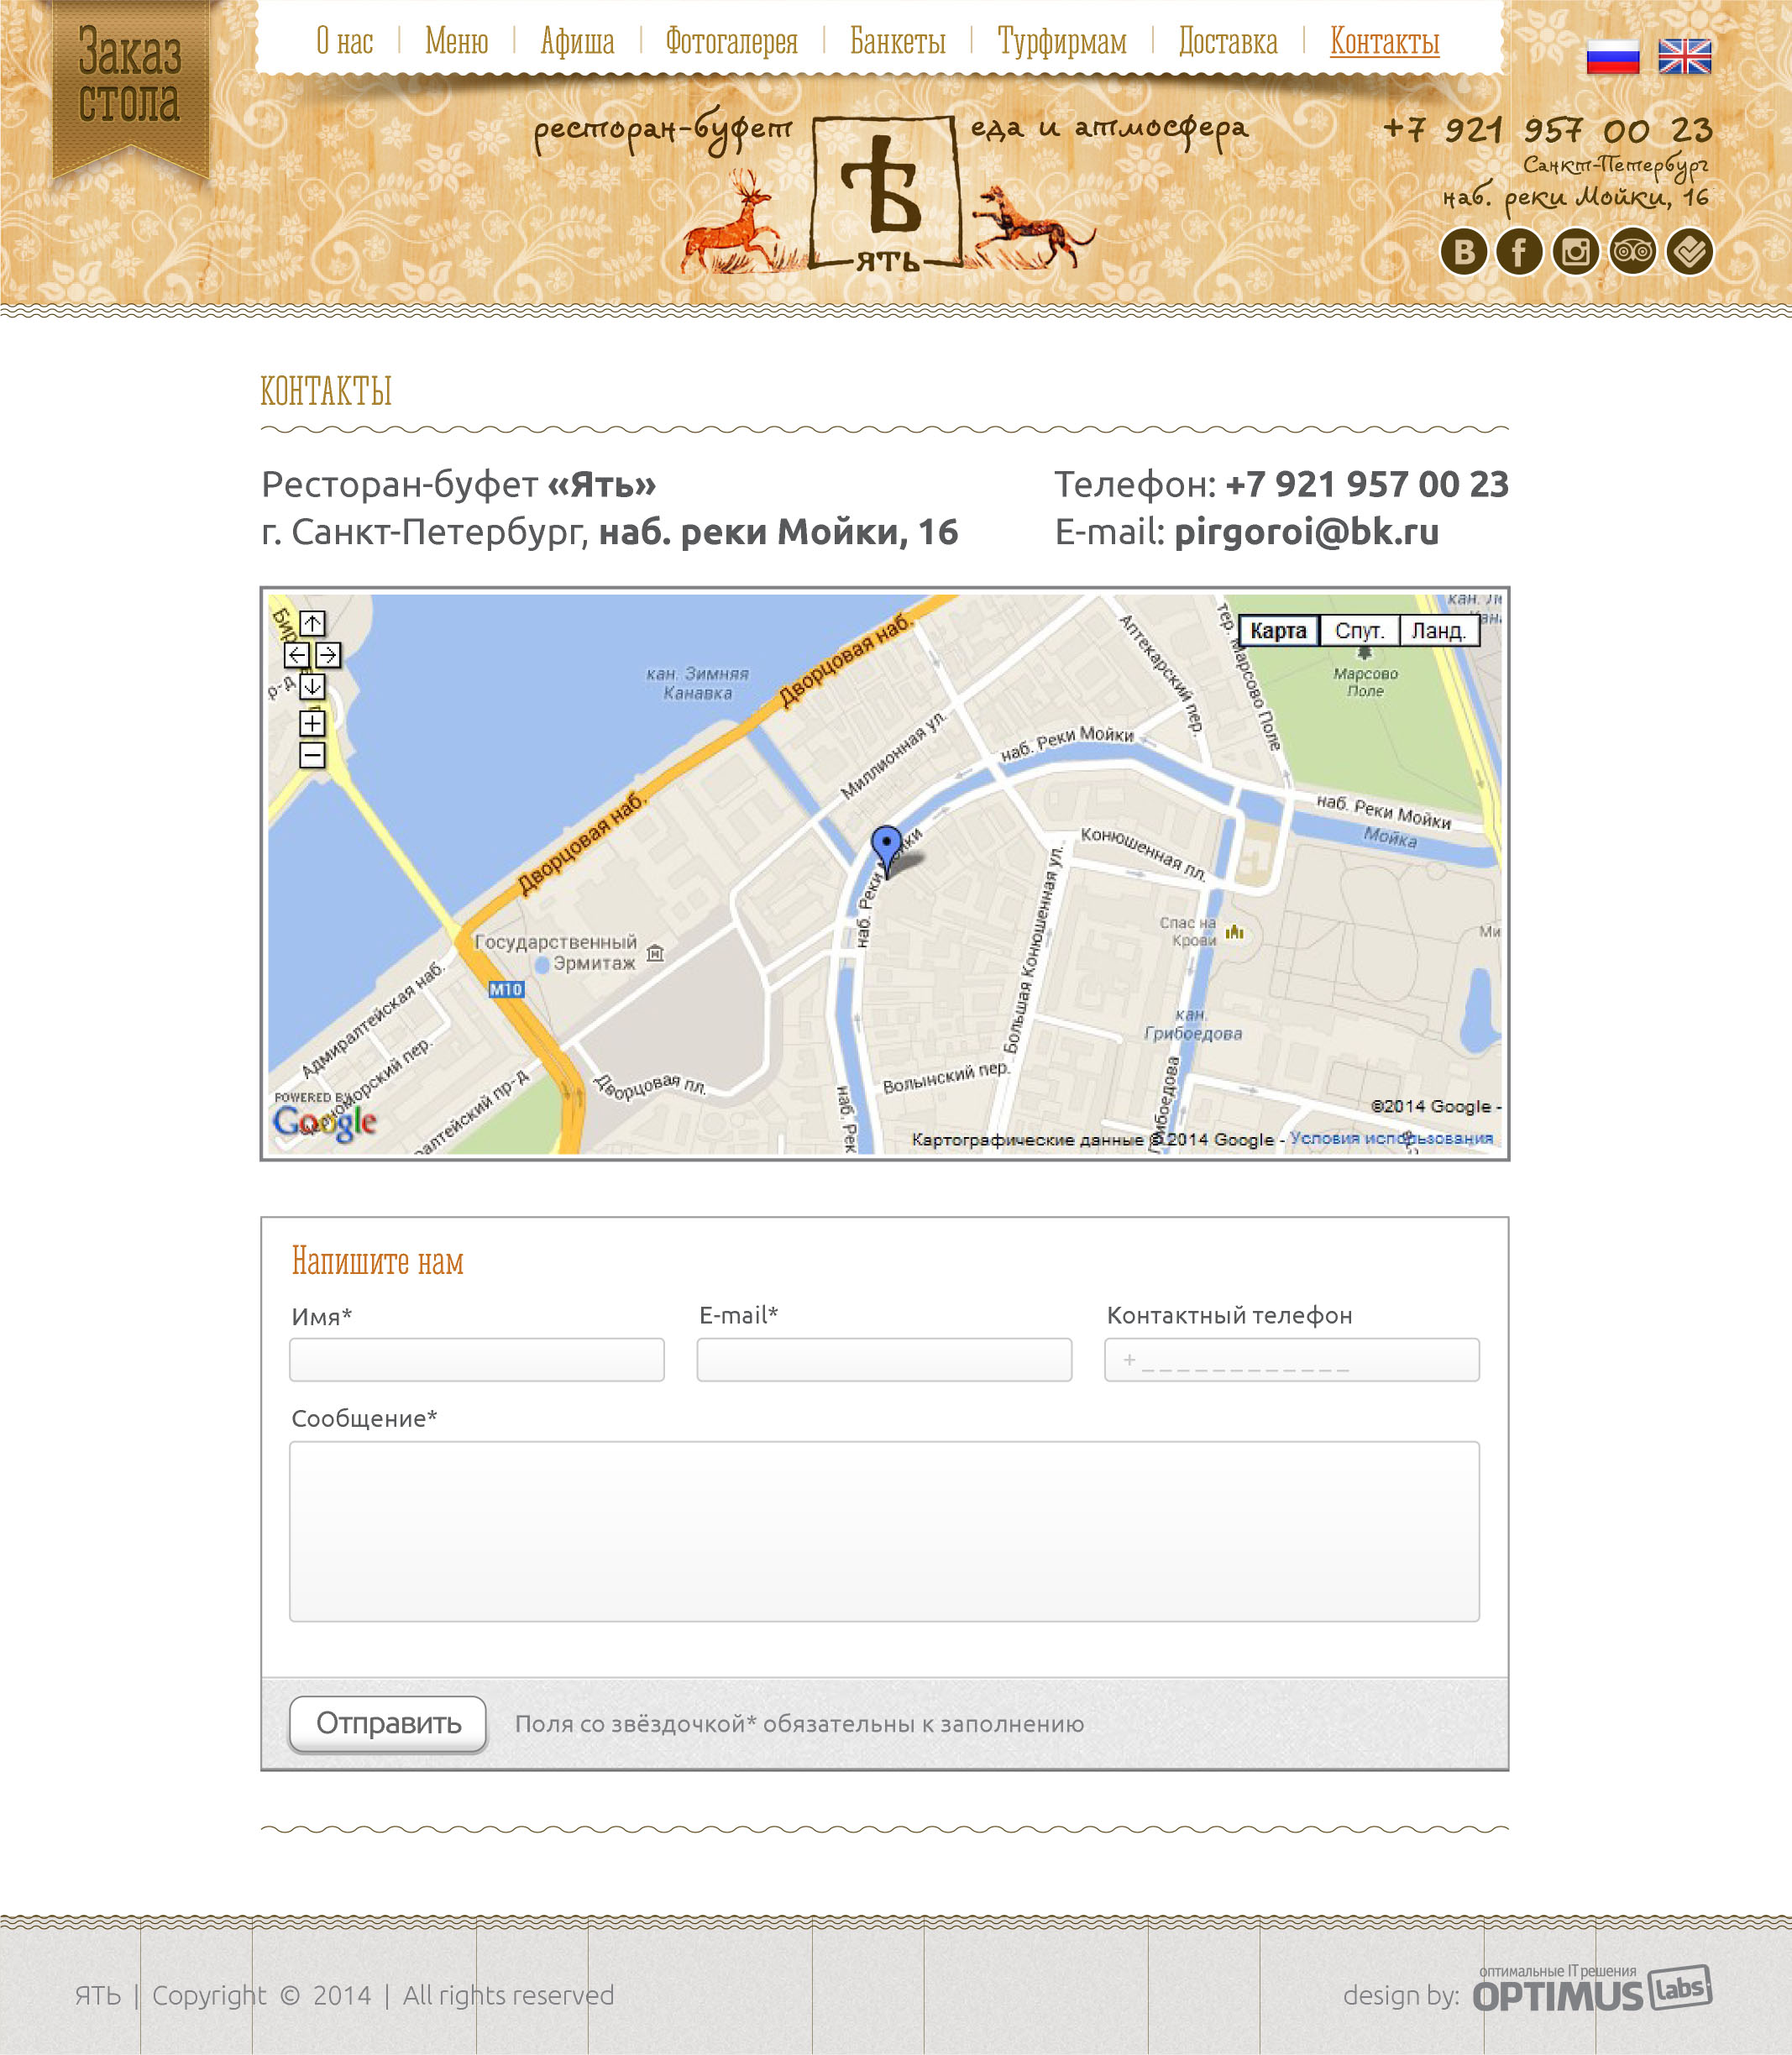 Заказ
стола
О нас | Меню | Афиша | Фотогалерея | Банкеты | Турфирмам | Доставка | Контакты
ресторан-буфет
Ѣ
ЯТЬ
еда и атмосфера
+7 921 957 00 23
Санкт-Петербург
наб. реки Мойки, 16
КОНТАКТЫ
Ресторан-буфет «Ять»
г. Санкт-Петербург, наб. реки Мойки, 16
Телефон: +7 921 957 00 23
E-mail: pirgoroi@bk.ru
Карта
Спут.
Ланд.
кан. Зимняя
Канавка
Дворцовая наб.
Аптекарский пер.
Марсово Поле
Марсово
Поле
Миллионная ул.
наб. Реки Мойки
наб. Реки Мойки
Мойка
Дворцовая наб.
Конюшенная пл.
наб. Реки Мойки
Большая Конюшенная ул.
Спас на
Крови
Государственный
Эрмитаж
M10
Адмиралтейская наб.
кан.
Грибоедова
Волынский пер.
Дворцовая пл.
POWERED BY
Google
©2014 Google -
Картографические данные ©2014 Google - Условия использования
Напишите нам
Имя*
E-mail*
Контактный телефон
+ _ _ _ _ _ _ _ _ _ _ _ _
Сообщение*
Отправить
Поля со звёздочкой* обязательны к заполнению
ЯТЬ | Copyright © 2014 | All rights reserved
design by:
оптимальные IT решения
OPTIMUS labs